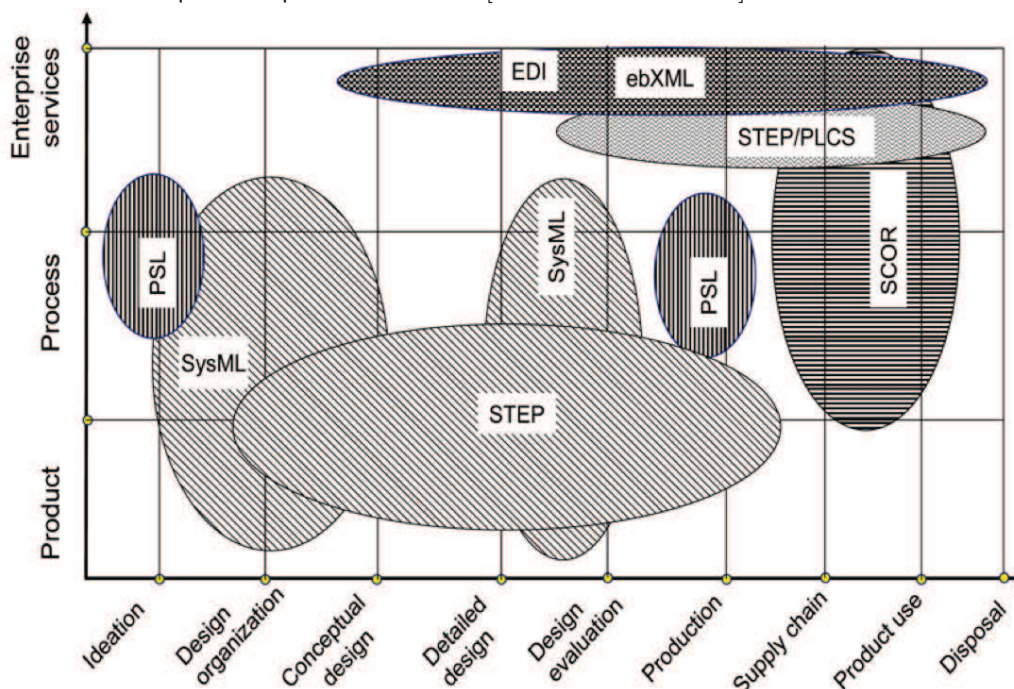 Enterprise
services
Process
Product
EDI
ebXML
STEP/PLCS
PSL
SysML
SysML
PSL
SCOR
STEP
Ideation
Design
organization
Conceptual
design
Detailed
design
Design
evaluation
Production
Supply chain
Product use
Disposal